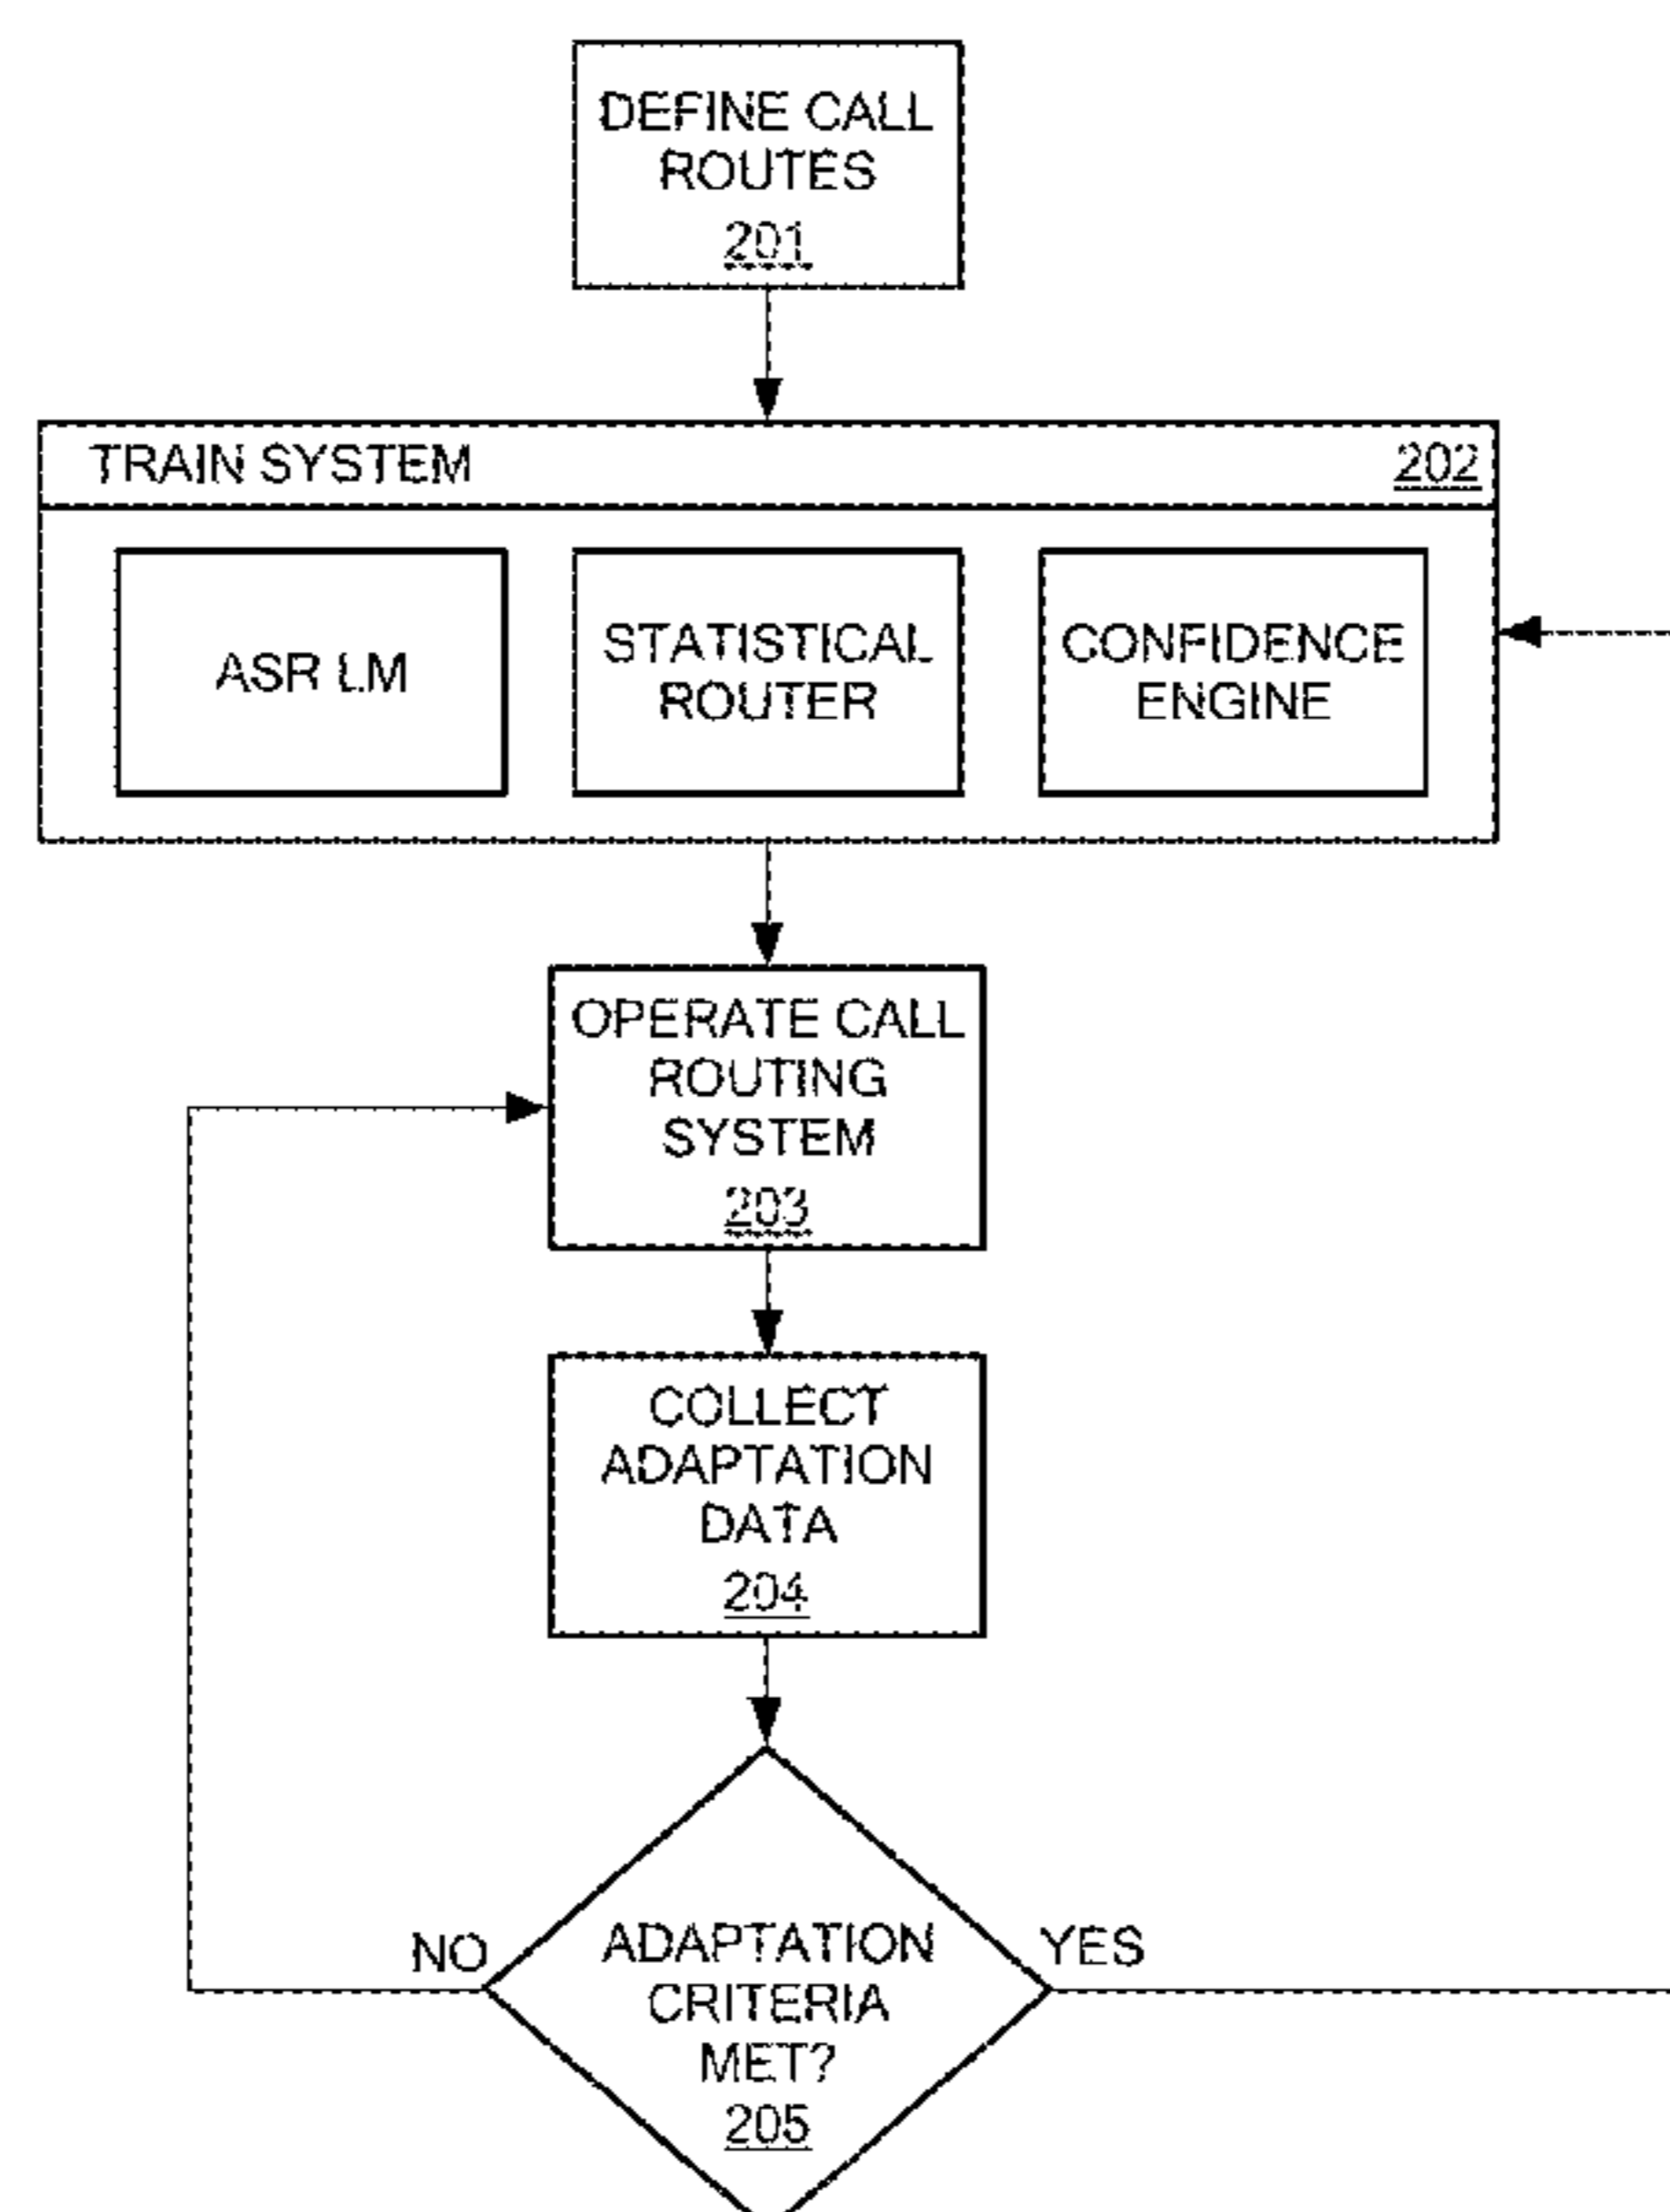 DEFINE CALL
ROUTES
201
TRAIN SYSTEM
202
ASR LM
STATISTICAL
ROUTER
CONFIDENCE
ENGINE
OPERATE CALL
ROUTING
SYSTEM
203
COLLECT
ADAPTATION
DATA
204
NO
ADAPTATION
CRITERIA
MET?
205
YES